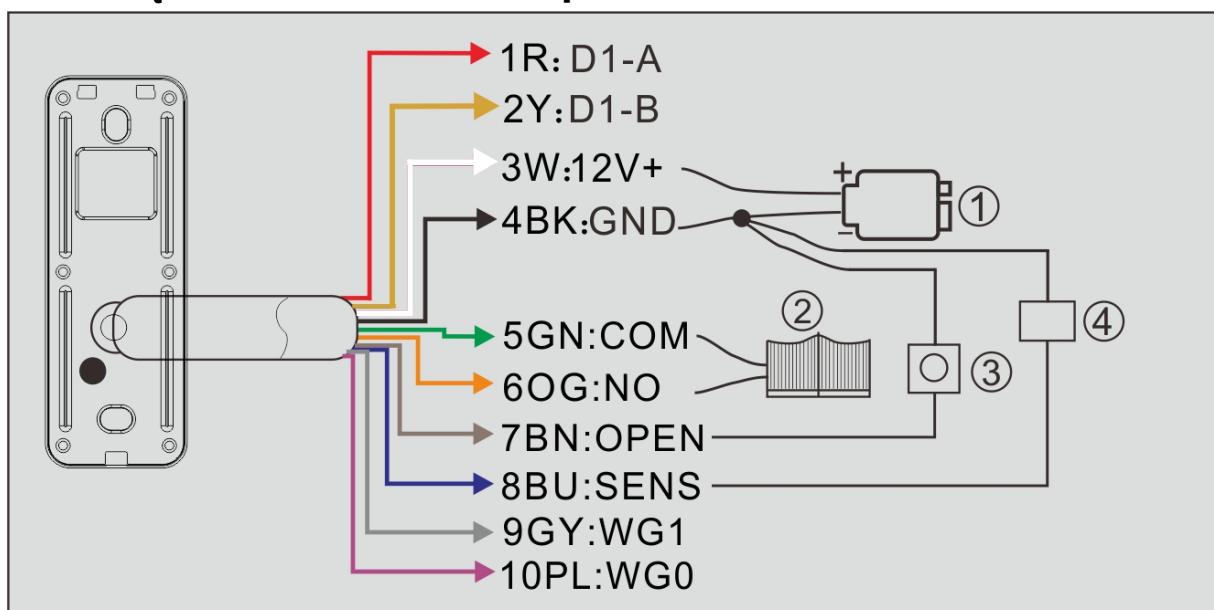 1R: D1-A
2Y:D1-B
3W:12V+
4BK:GND
+
−
①
②
5GN:COM
6OG:NO
③
④
7BN:OPEN
8BU:SENS
9GY:WG1
10PL:WG0